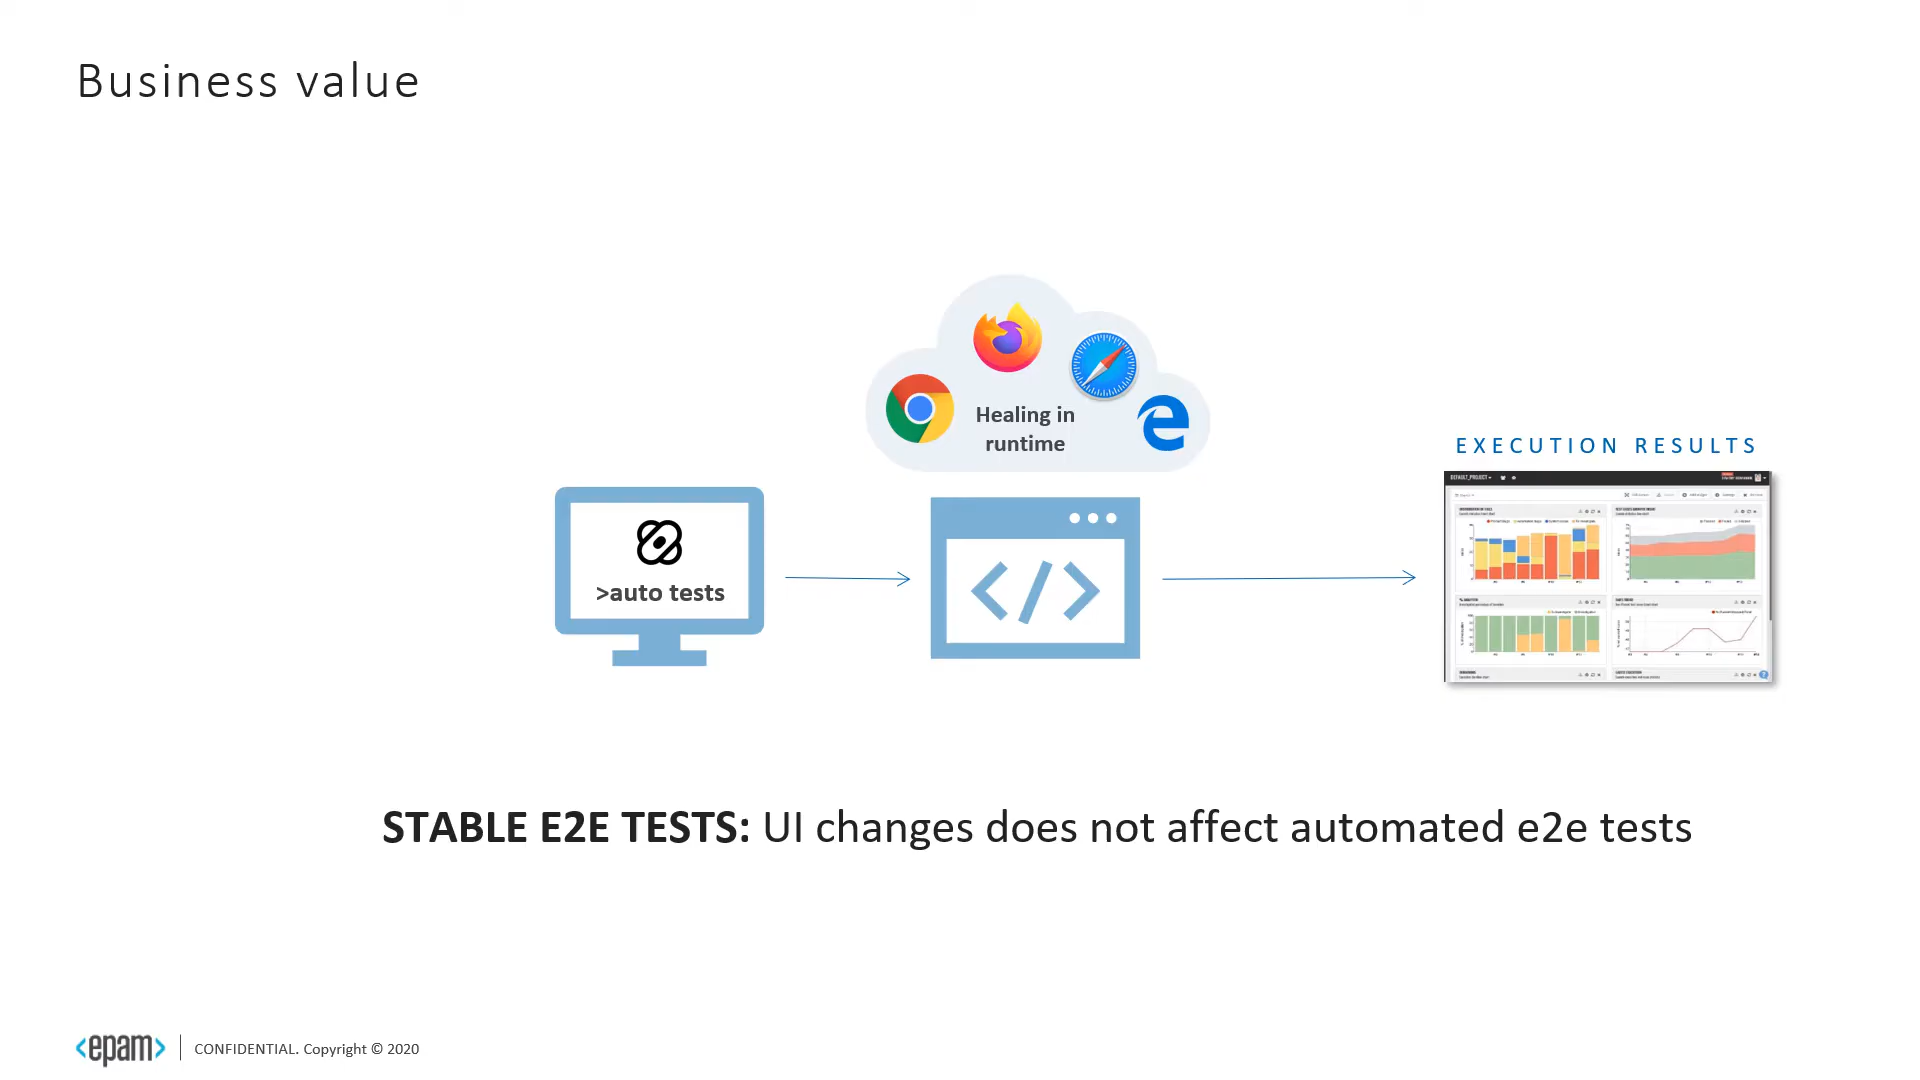 Business value
Healing in
runtime
EXECUTION RESULTS
DEFAULT_PROJECT
>auto tests
STABLE E2E TESTS: UI changes does not affect automated e2e tests
<epam>
CONFIDENTIAL. Copyright © 2020